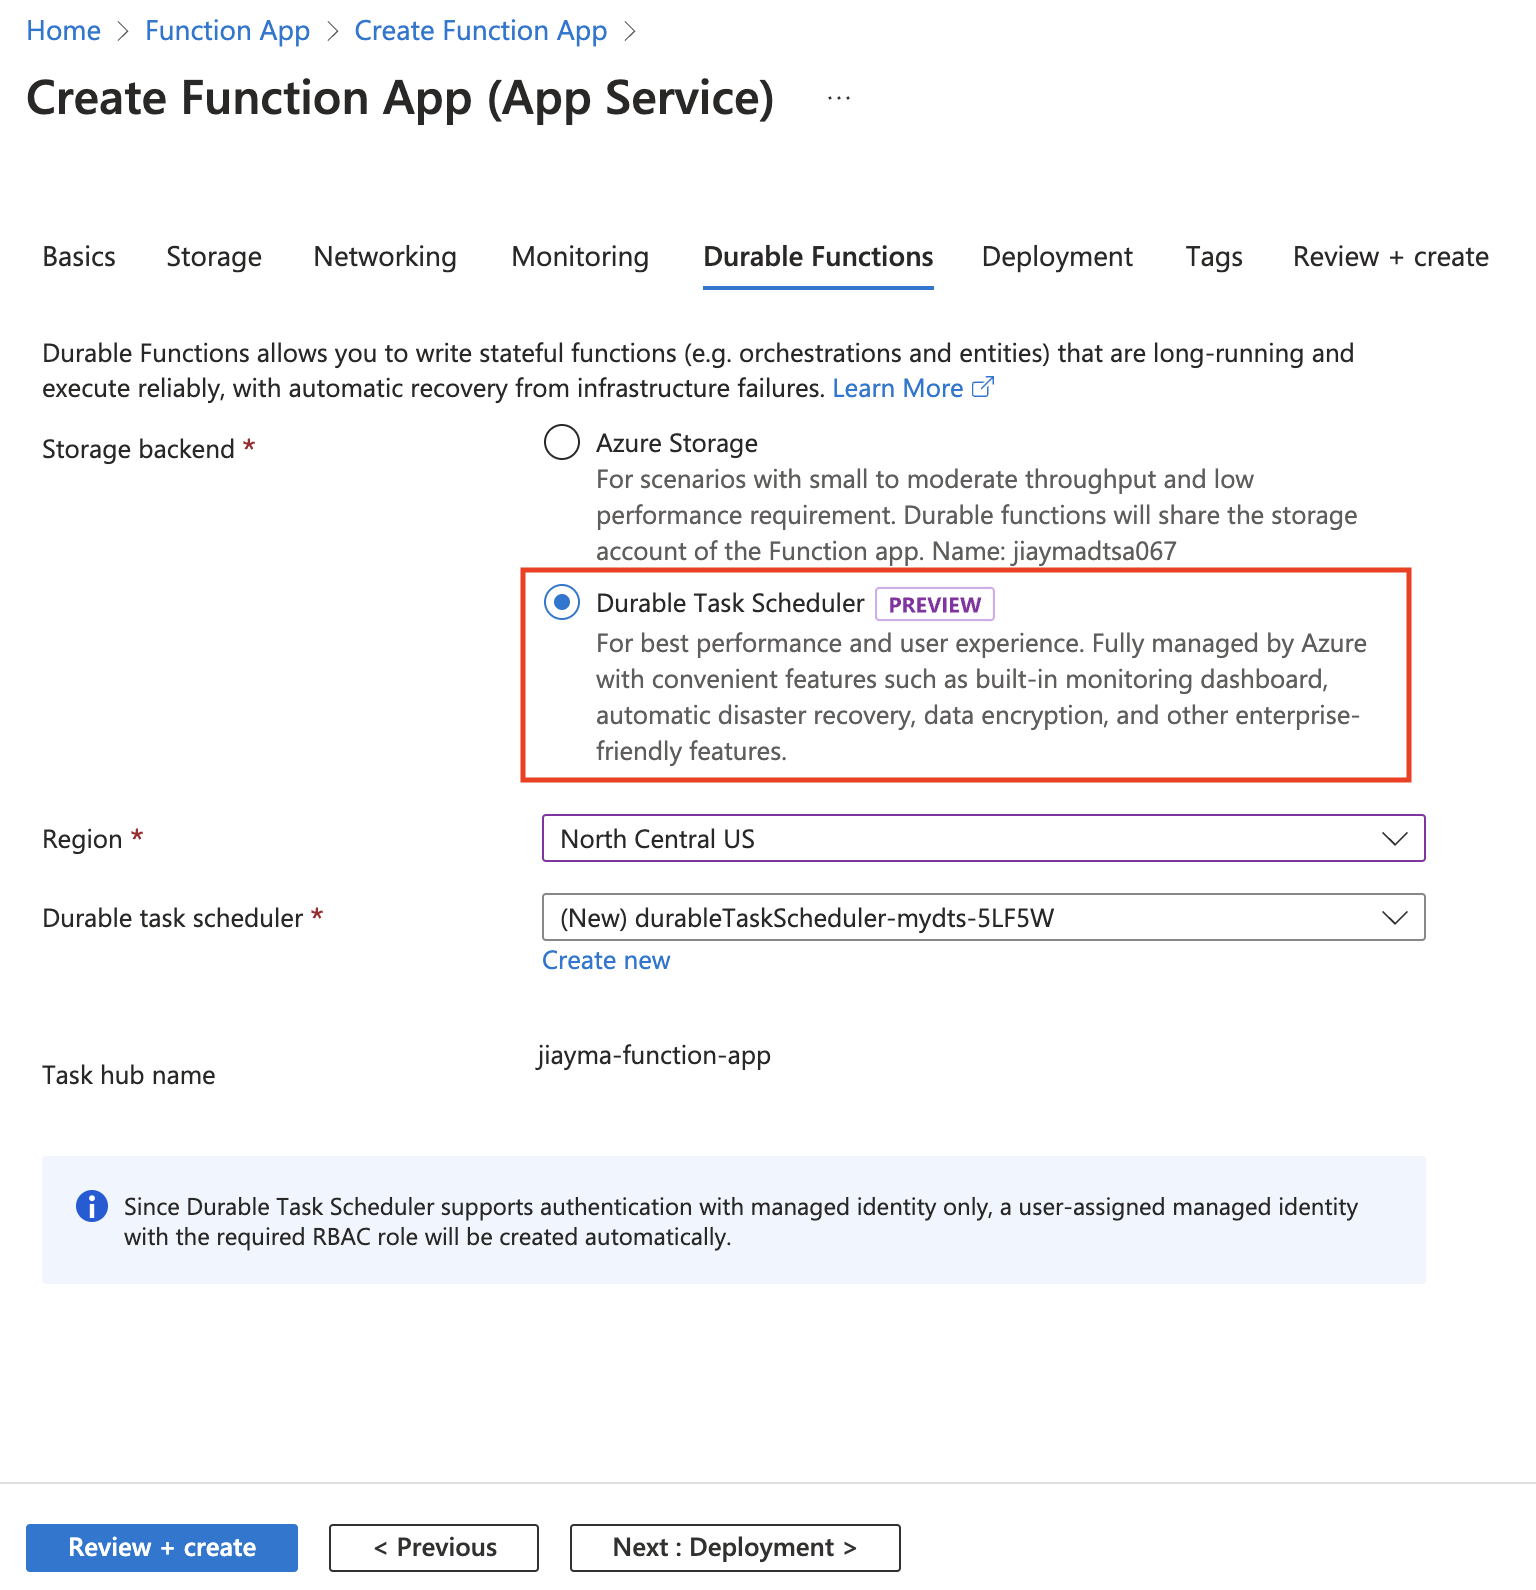 Home > Function App > Create Function App >
Create Function App (App Service) ...
Basics Storage Networking Monitoring Durable Functions Deployment Tags Review + create
Durable Functions allows you to write stateful functions (e.g. orchestrations and entities) that are long-running and
execute reliably, with automatic recovery from infrastructure failures. Learn More
Storage backend *
Azure Storage
For scenarios with small to moderate throughput and low
performance requirement. Durable functions will share the storage
account of the Function app. Name: jiaymadtsa067
Durable Task Scheduler PREVIEW
For best performance and user experience. Fully managed by Azure
with convenient features such as built-in monitoring dashboard,
automatic disaster recovery, data encryption, and other enterprise-
friendly features.
Region * North Central US
Durable task scheduler * (New) durableTaskScheduler-mydts-5LF5W
Create new
Task hub name jiayma-function-app
Since Durable Task Scheduler supports authentication with managed identity only, a user-assigned managed identity
with the required RBAC role will be created automatically.
Review + create < Previous Next : Deployment >